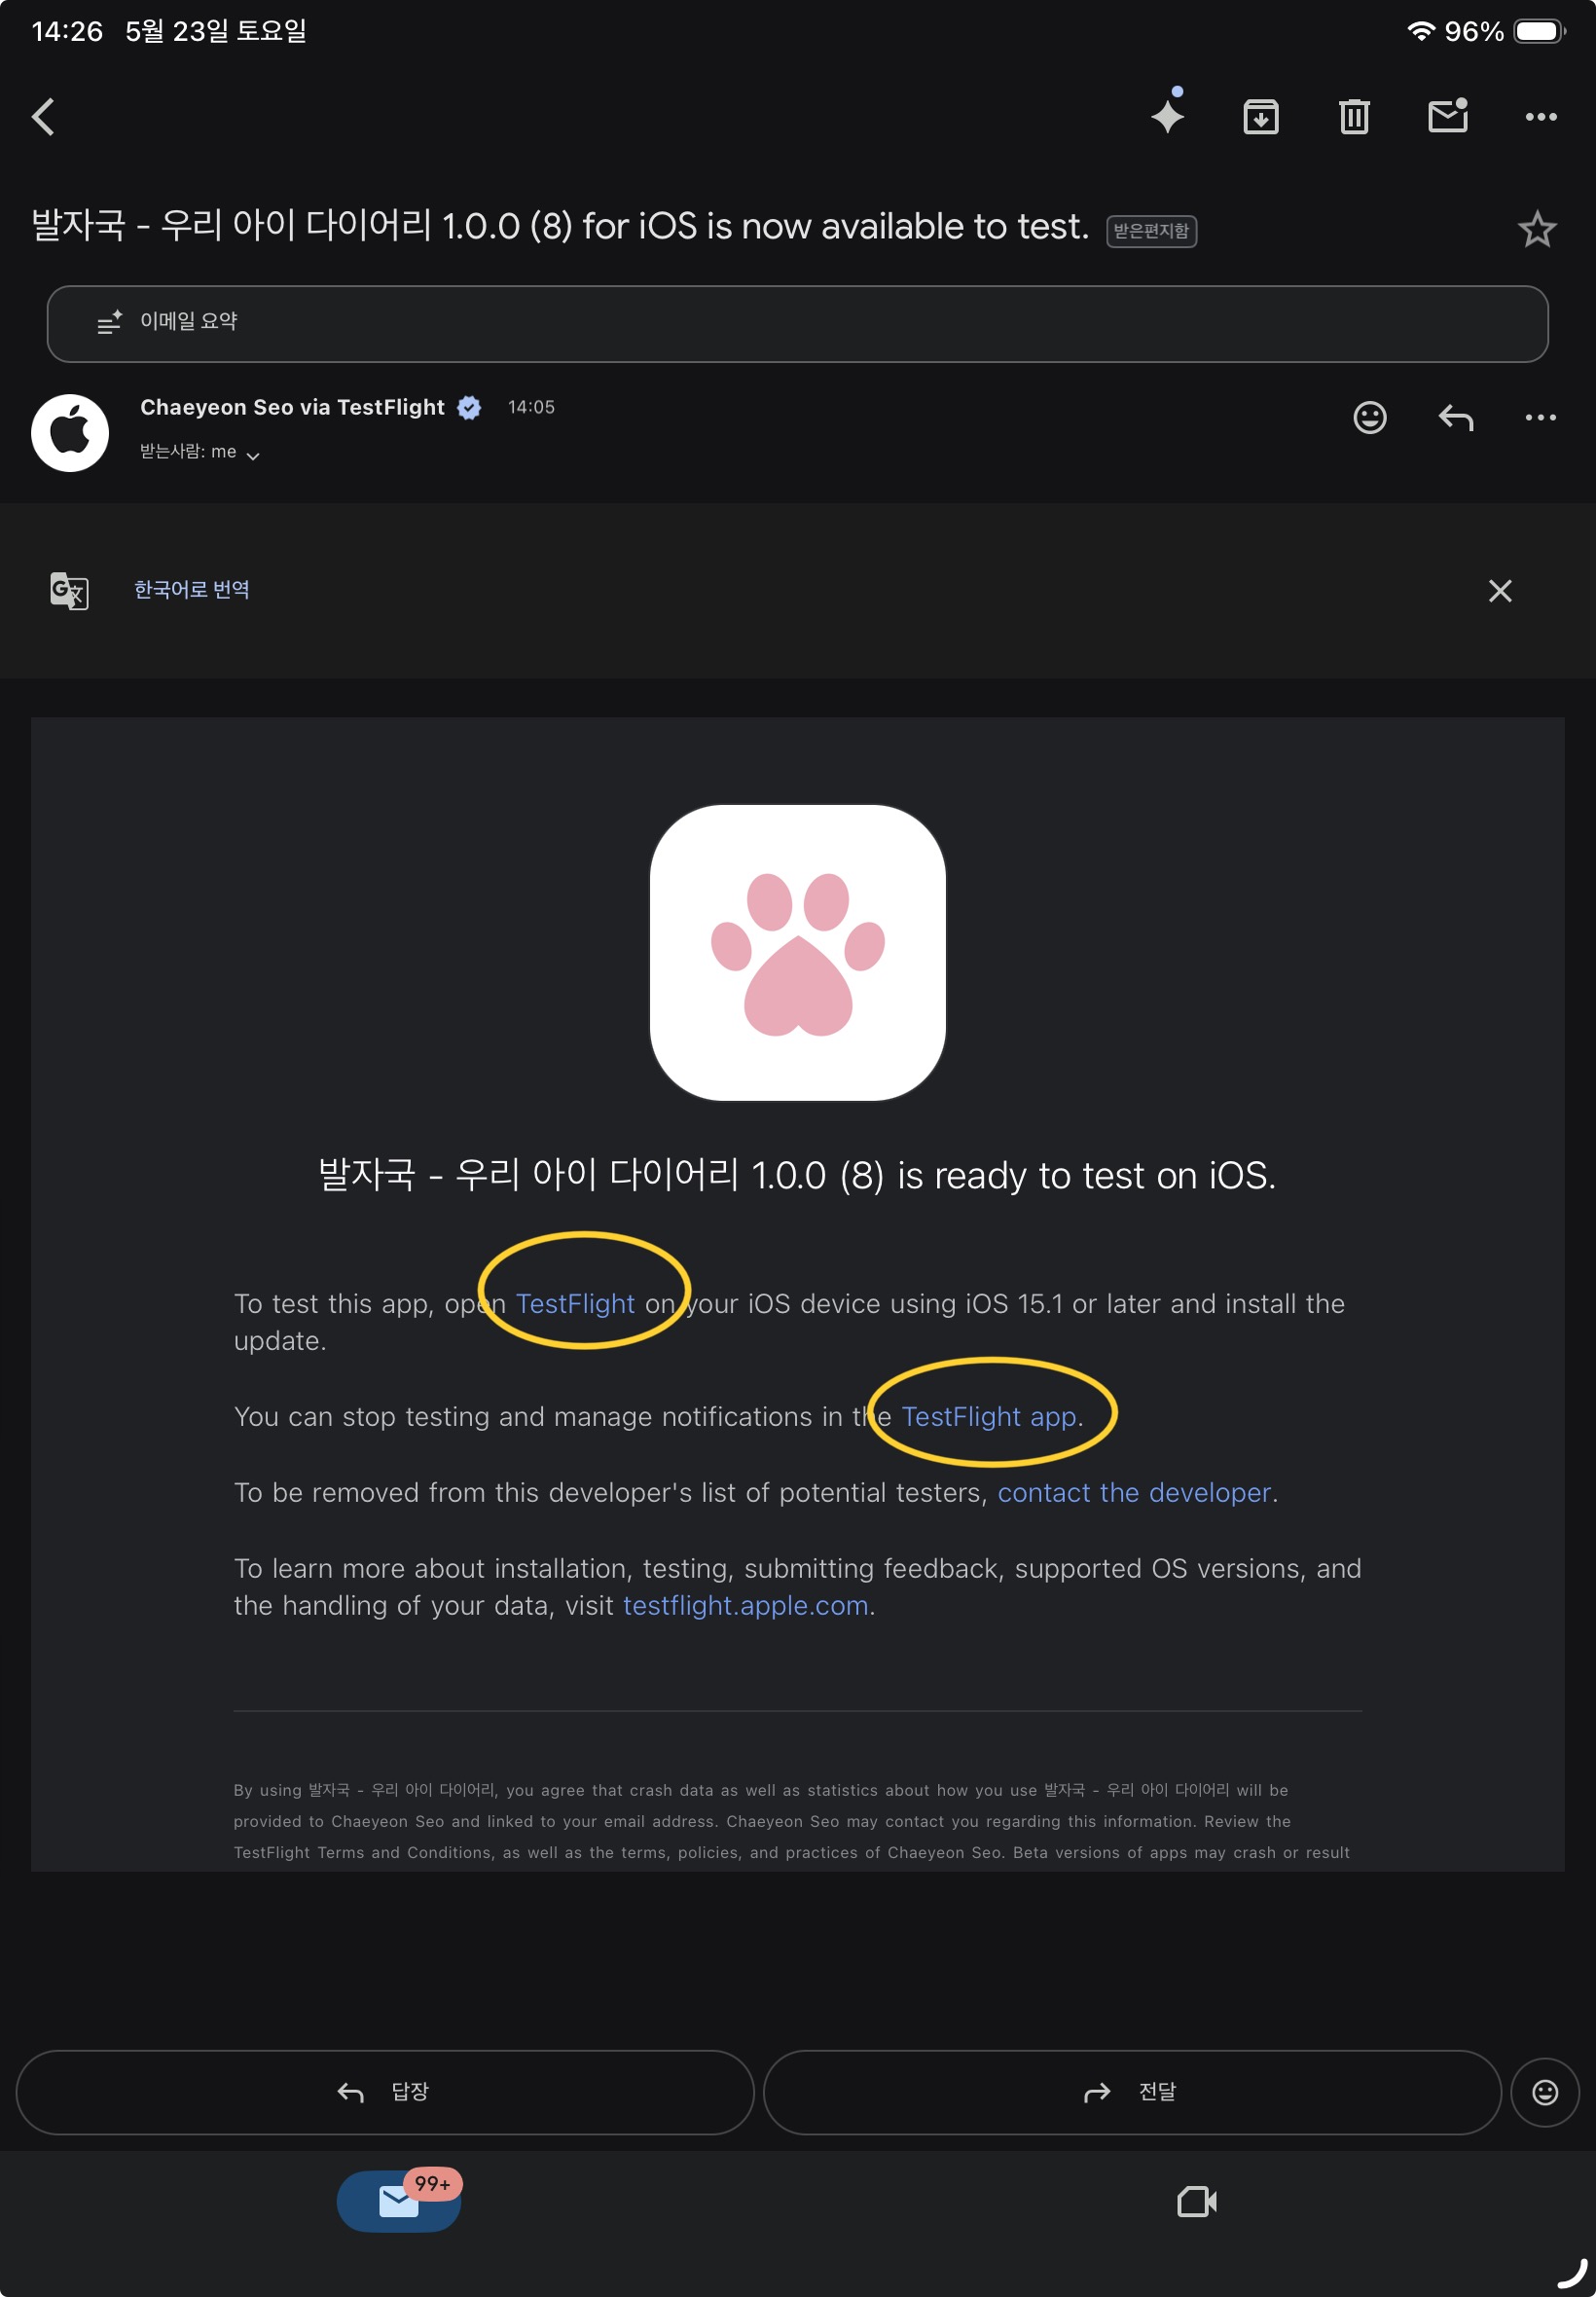 14:26 5월 23일 토요일
96%
발자국 - 우리 아이 다이어리 1.0.0 (8) for iOS is now available to test. 받은편지함
이메일 요약
Chaeyeon Seo via TestFlight 14:05
받는사람: me
한국어로 번역
발자국 - 우리 아이 다이어리 1.0.0 (8) is ready to test on iOS.
To test this app, open TestFlight on your iOS device using iOS 15.1 or later and install the
update.
You can stop testing and manage notifications in the TestFlight app.
To be removed from this developer's list of potential testers, contact the developer.
To learn more about installation, testing, submitting feedback, supported OS versions, and
the handling of your data, visit testflight.apple.com.
By using 발자국 - 우리 아이 다이어리, you agree that crash data as well as statistics about how you use 발자국 - 우리 아이 다이어리 will be
provided to Chaeyeon Seo and linked to your email address. Chaeyeon Seo may contact you regarding this information. Review the
TestFlight Terms and Conditions, as well as the terms, policies, and practices of Chaeyeon Seo. Beta versions of apps may crash or result
답장
전달
99+